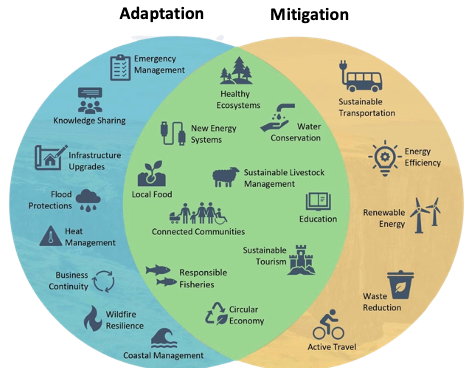 Adaptation
Mitigation
Emergency
Management
Knowledge Sharing
Infrastructure
Upgrades
Flood
Protections
Heat
Management
Business
Continuity
Wildfire
Resilience
Coastal Management
Healthy
Ecosystems
Water
Conservation
New Energy
Systems
Local Food
Sustainable Livestock
Management
Education
Connected Communities
Sustainable
Tourism
Responsible
Fisheries
Circular
Economy
Sustainable
Transportation
Energy
Efficiency
Renewable
Energy
Waste
Reduction
Active Travel